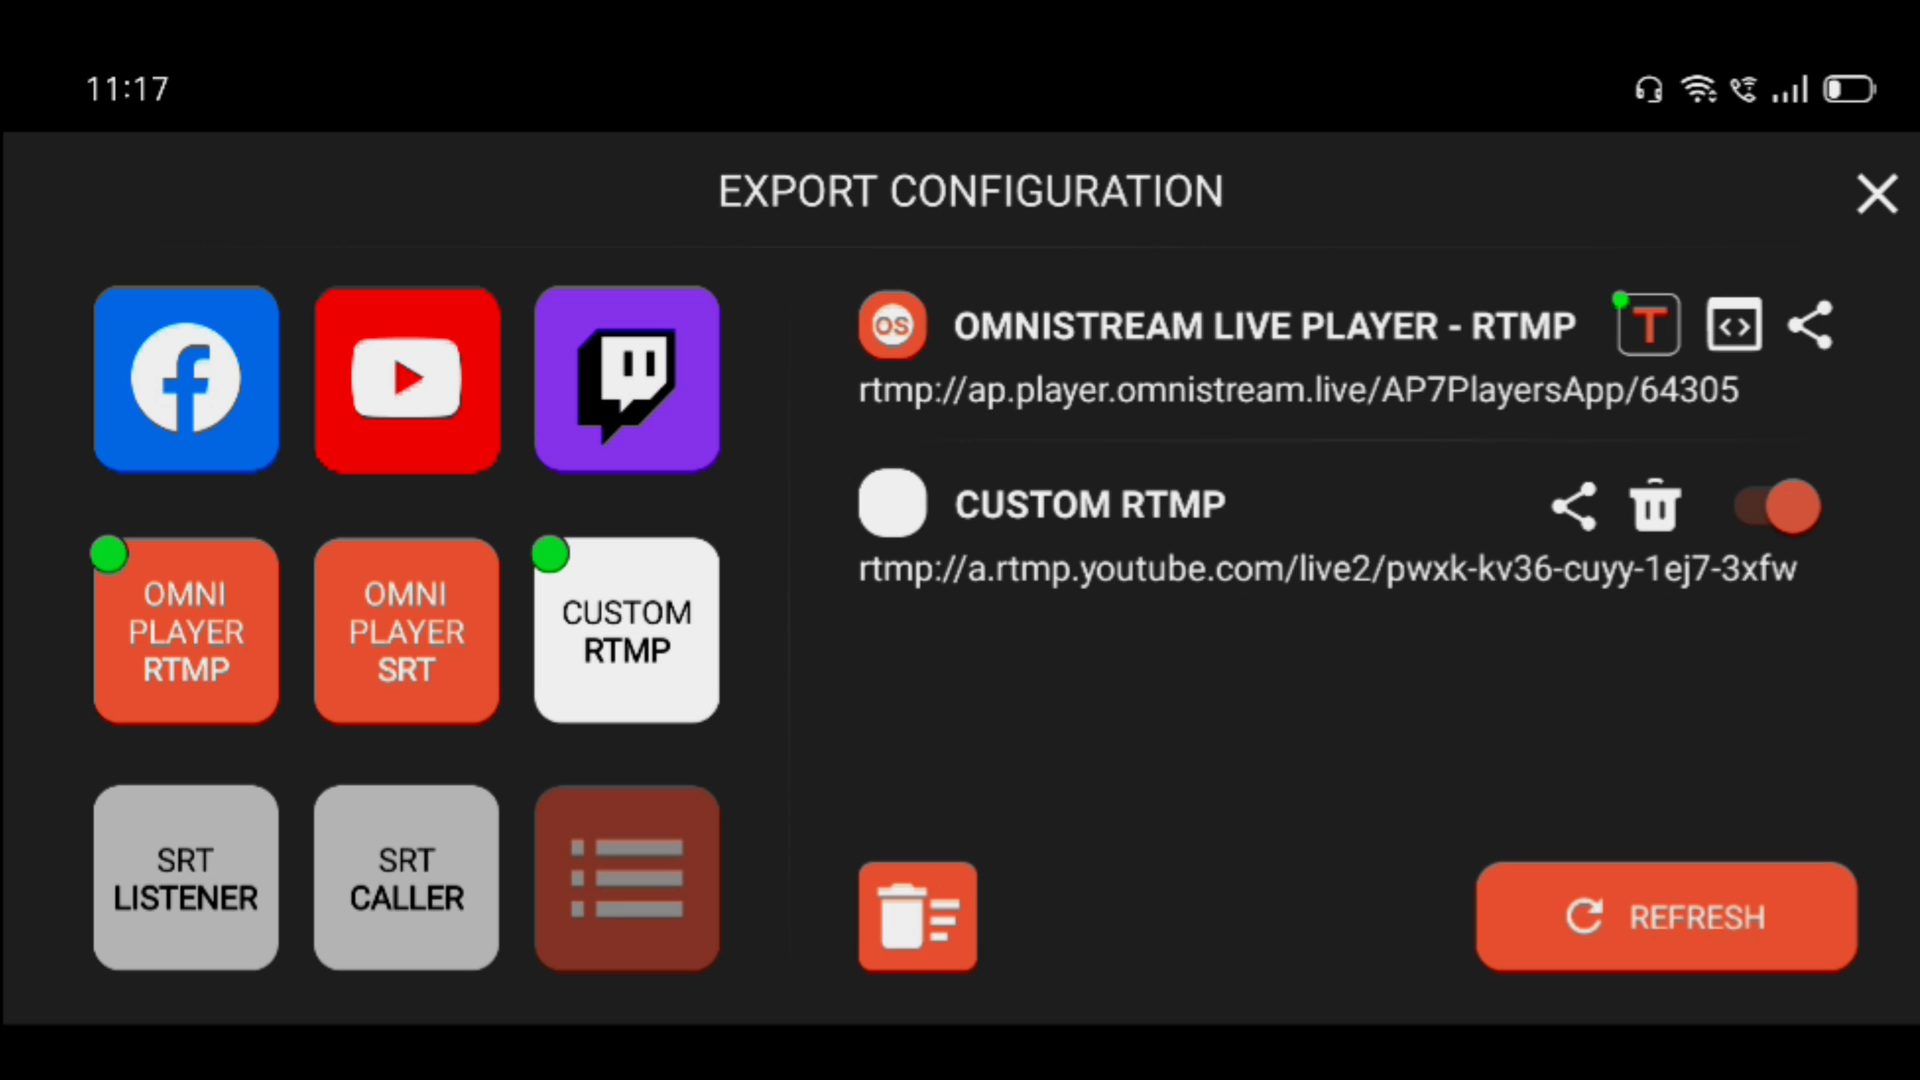 11:17
EXPORT CONFIGURATION
OS OMNISTREAM LIVE PLAYER - RTMP T
rtmp://ap.player.omnistream.live/AP7PlayersApp/64305
CUSTOM RTMP
rtmp://a.rtmp.youtube.com/live2/pwxk-kv36-cuyy-1ej7-3xfw
OMNI
PLAYER
RTMP
OMNI
PLAYER
SRT
CUSTOM
RTMP
SRT
LISTENER
SRT
CALLER
REFRESH